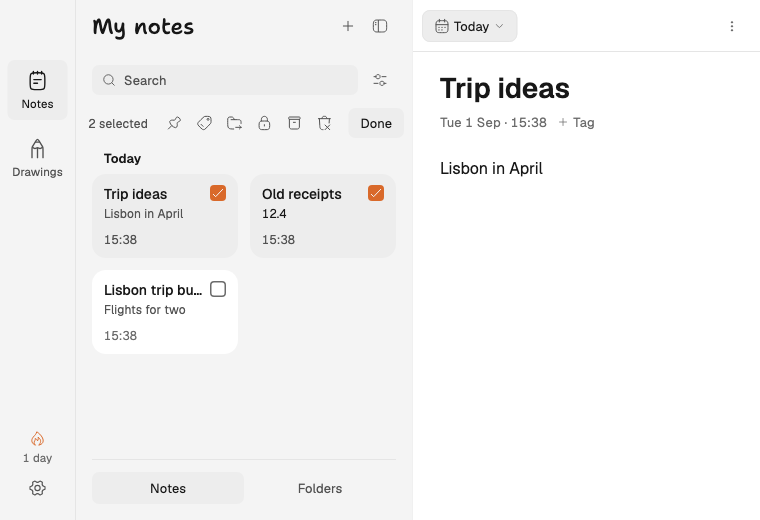 My notes
Today
Search
Notes
2 selected
Done
Drawings
Today
Trip ideas
Lisbon in April
15:38
Old receipts
12.4
15:38
Lisbon trip bu...
Flights for two
15:38
1 day
Notes
Folders
Trip ideas
Tue 1 Sep · 15:38 + Tag
Lisbon in April